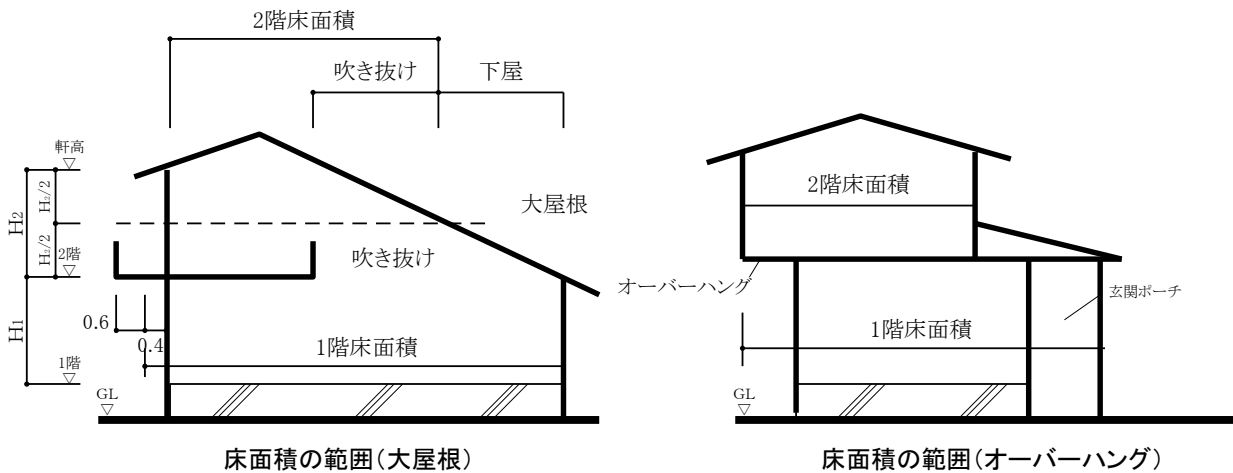 2階床面積
吹き抜け
下屋
軒高
H2/2
H2
大屋根
H2/2
2階
吹き抜け
0.6
0.4
H1
1階床面積
1階
GL
床面積の範囲(大屋根)
2階床面積
オーバーハング
玄関ポーチ
1階床面積
GL
床面積の範囲(オーバーハング)